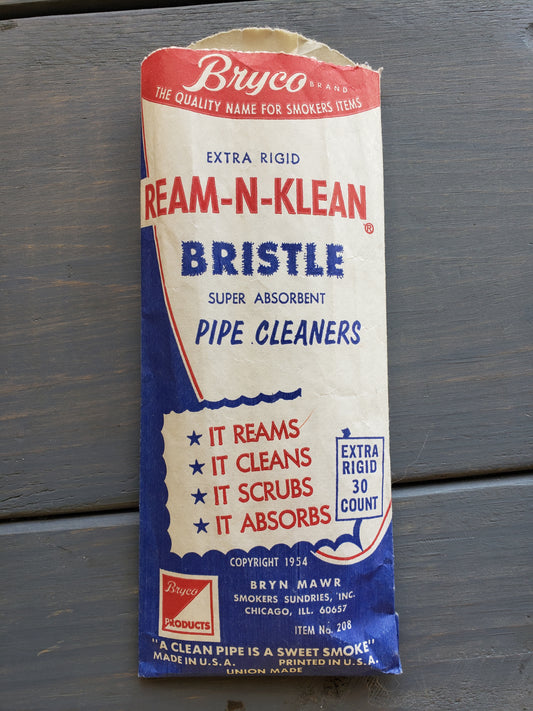 Bryco BRAND
THE QUALITY NAME FOR SMOKERS ITEMS
EXTRA RIGID
REAM-N-KLEAN
®
BRISTLE
SUPER ABSORBENT
PIPE CLEANERS
★ IT REAMS
★ IT CLEANS
★ IT SCRUBS
★ IT ABSORBS
EXTRA
RIGID
30
COUNT
COPYRIGHT 1954
BRYN MAWR
SMOKERS SUNDRIES, INC.
CHICAGO, ILL. 60657
ITEM No. 208
Bryco
PRODUCTS
"A CLEAN PIPE IS A SWEET SMOKE"
MADE IN U.S.A. PRINTED IN U.S.A.
UNION MADE